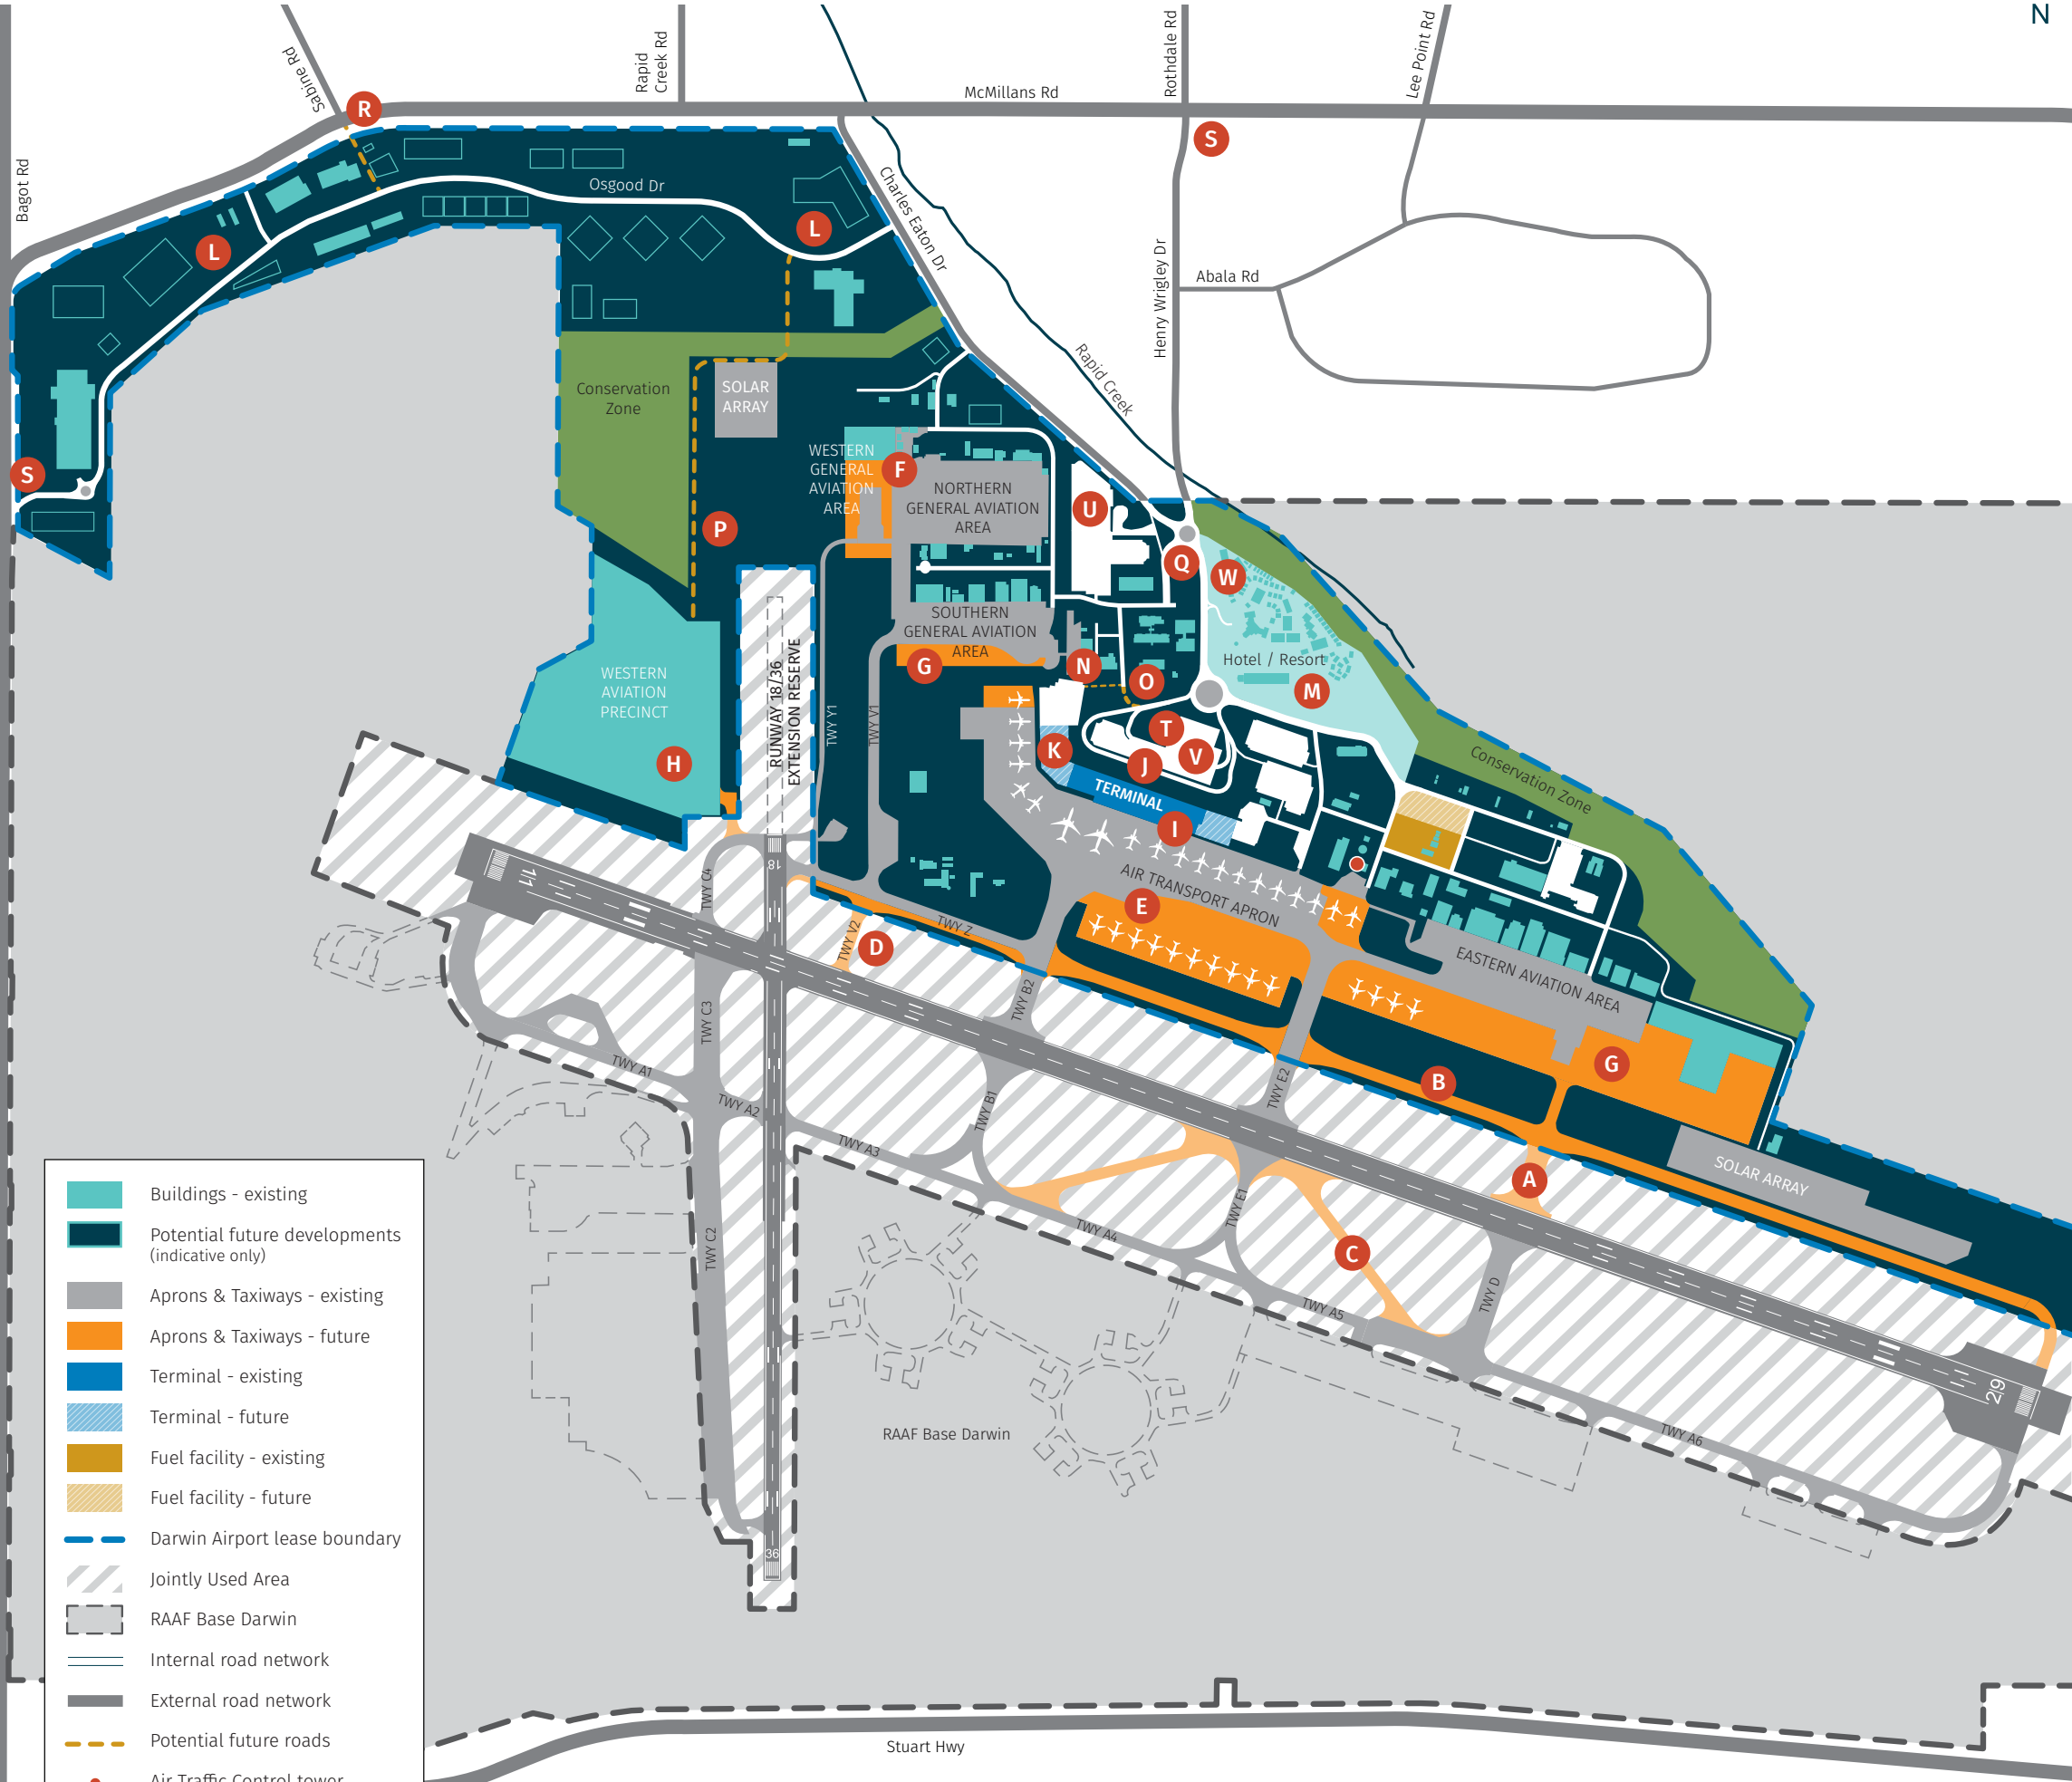 N
Sabine Rd
Rapid
Creek Rd
Rothdale Rd
Lee Point Rd
McMillans Rd
R
S
Bagot Rd
Osgood Dr
Charles Eaton Dr
L
L
Henry Wrigley Dr
Abala Rd
Rapid Creek
Conservation
Zone
SOLAR
ARRAY
S
WESTERN
GENERAL
AVIATION
AREA
F
NORTHERN
GENERAL AVIATION
AREA
U
P
Q
W
SOUTHERN
GENERAL AVIATION
AREA
G
N
O
Hotel / Resort
M
WESTERN
AVIATION
PRECINCT
H
RUNWAY 18/36
EXTENSION RESERVE
TWY Y1
TWY V1
T
K
J
V
TERMINAL
I
Conservation Zone
11
18
TWY C4
AIR TRANSPORT APRON
E
TWY V2
D
TWY Z
EASTERN AVIATION AREA
TWY B2
TWY C3
G
B
TWY A1
TWY A2
TWY B1
TWY E2
TWY A3
A
SOLAR ARRAY
TWY E1
TWY A4
C
TWY C2
TWY D
TWY A5
29
TWY A6
RAAF Base Darwin
36
Buildings - existing
Potential future developments
(indicative only)
Aprons & Taxiways - existing
Aprons & Taxiways - future
Terminal - existing
Terminal - future
Fuel facility - existing
Fuel facility - future
Darwin Airport lease boundary
Jointly Used Area
RAAF Base Darwin
Internal road network
External road network
Potential future roads
Air Traffic Control tower
Stuart Hwy